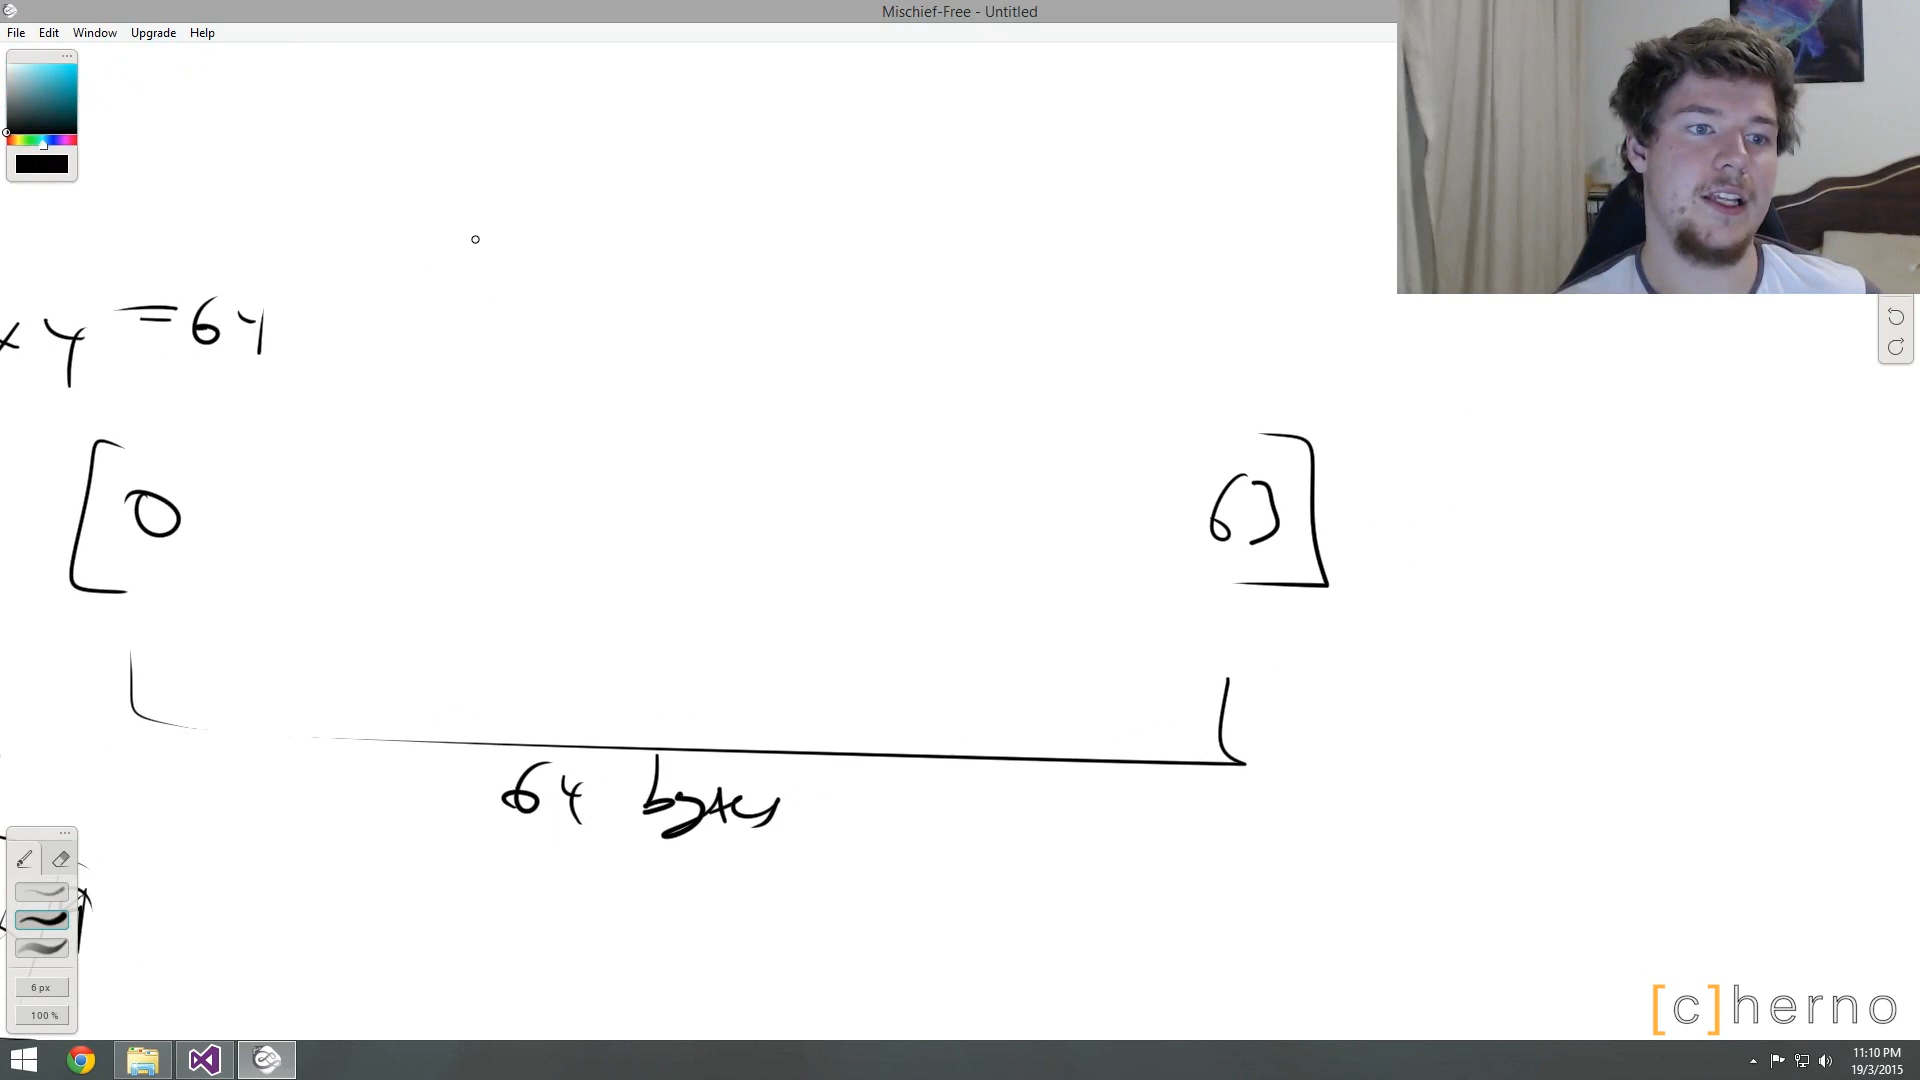 Mischief-Free - Untitled
File Edit Window Upgrade Help
x 4 = 64
[ 0 63 ]
64 bytes
6 px
100 %
[c]herno
11:10 PM
19/3/2015